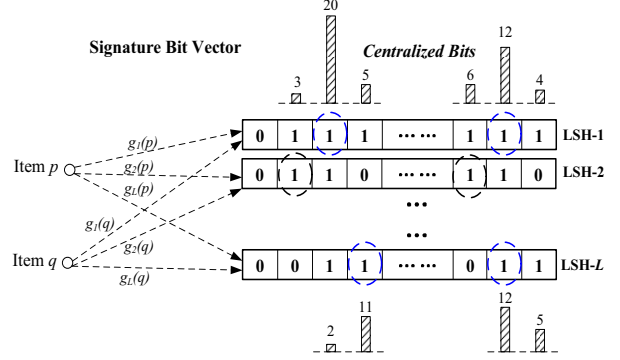 20
Signature Bit Vector
Centralized Bits
12
3
5
6
4
0 1 1 1 ... ... 1 1 1 LSH-1
g1(p)
Item p
g2(p)
0 1 1 0 ... ... 1 1 0 LSH-2
gL(p)
...
g1(q)
...
g2(q)
Item q
0 0 1 1 ... ... 0 1 1 LSH-L
gL(q)
11
12
2
5